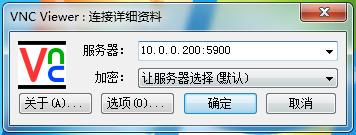 VNC Viewer : 连接详细资料
VNC
服务器： 10.0.0.200:5900
加密： 让服务器选择(默认)
关于(A)... 选项(O)... 确定 取消